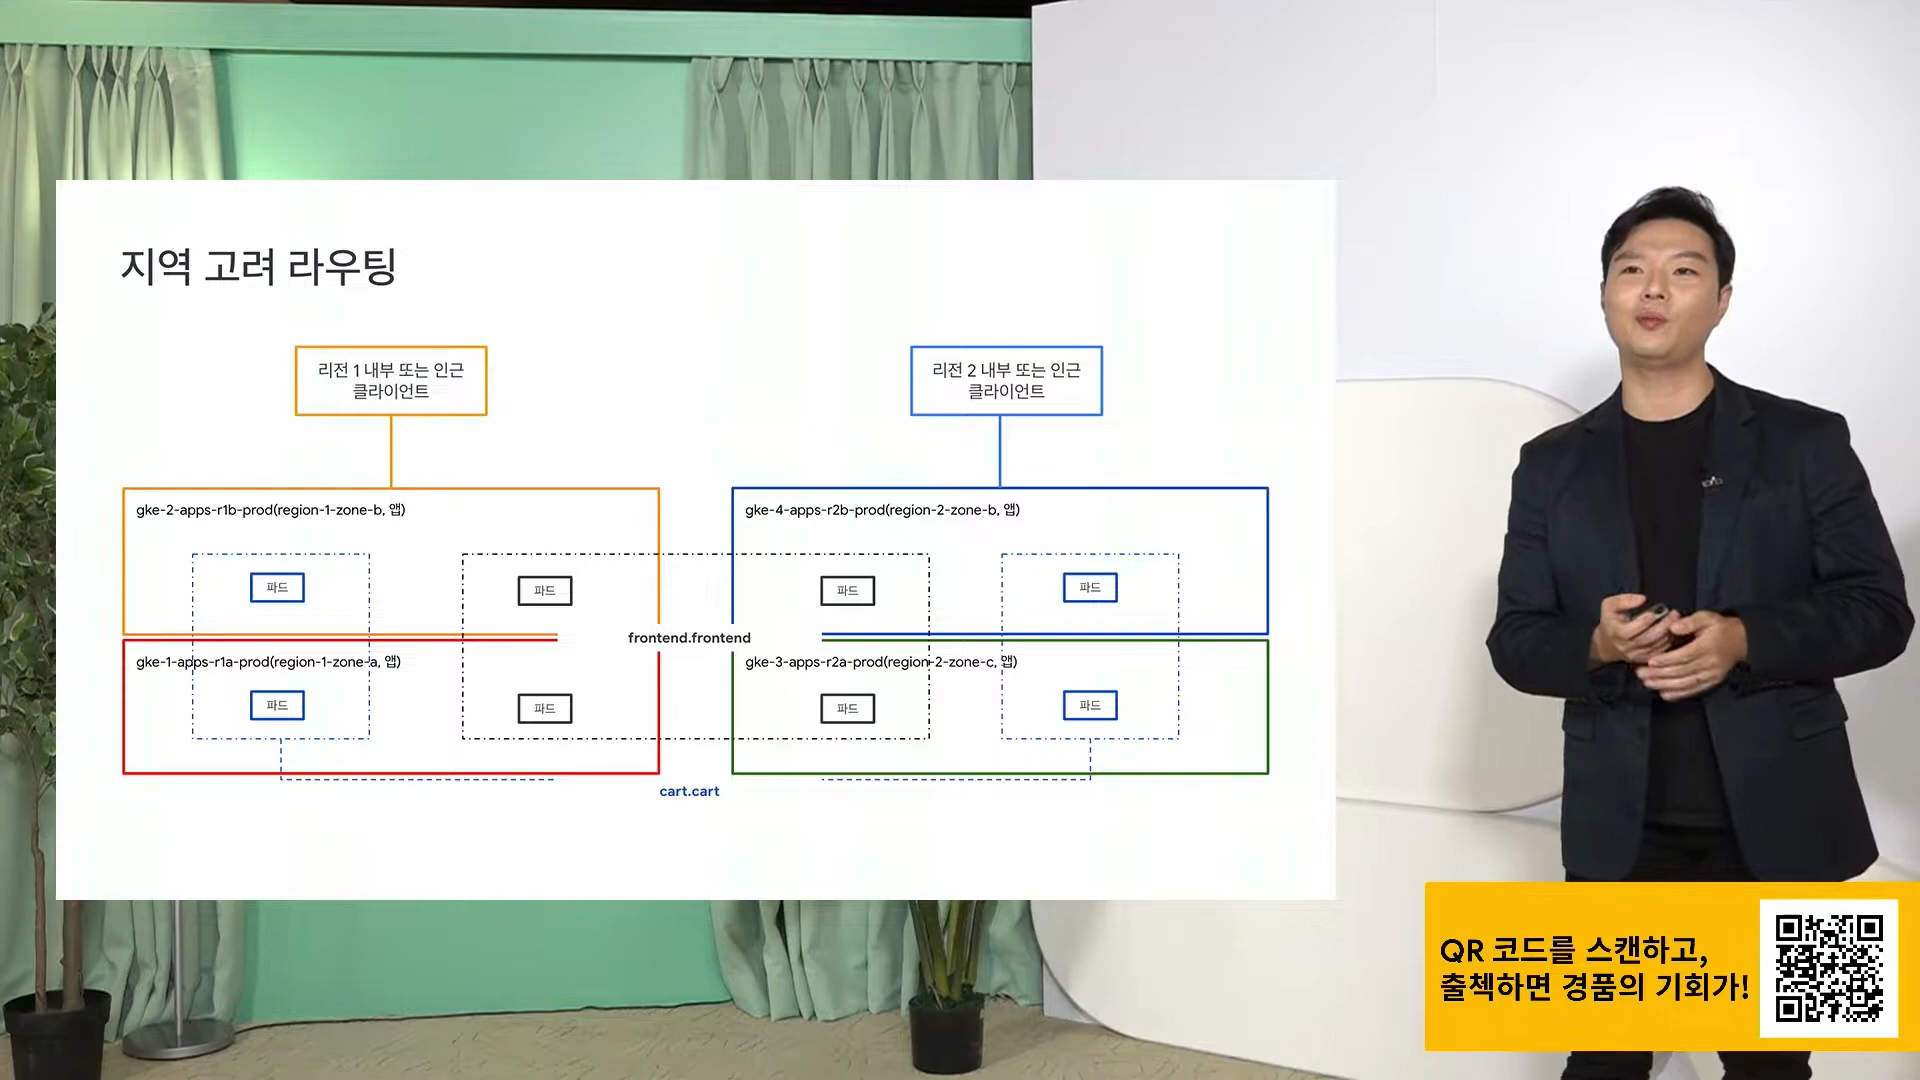 지역 고려 라우팅
리전 1 내부 또는 인근
클라이언트
리전 2 내부 또는 인근
클라이언트
gke-2-apps-r1b-prod(region-1-zone-b, 앱)
gke-4-apps-r2b-prod(region-2-zone-b, 앱)
파드
파드
파드
파드
frontend.frontend
gke-1-apps-r1a-prod(region-1-zone-a, 앱)
gke-3-apps-r2a-prod(region-2-zone-c, 앱)
파드
파드
파드
파드
cart.cart
QR 코드를 스캔하고,
출첵하면 경품의 기회가!